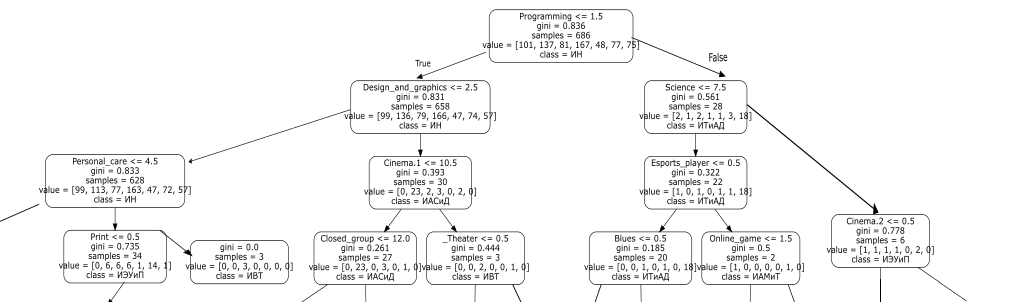 Programming <= 1.5
gini = 0.836
samples = 686
value = [101, 137, 81, 167, 48, 77, 75]
class = ИН
True
False
Design_and_graphics <= 2.5
gini = 0.831
samples = 658
value = [99, 136, 79, 166, 47, 74, 57]
class = ИН
Science <= 7.5
gini = 0.561
samples = 28
value = [2, 1, 2, 1, 1, 3, 18]
class = ИТиАД
Personal_care <= 4.5
gini = 0.833
samples = 628
value = [99, 113, 77, 163, 47, 72, 57]
class = ИН
Cinema.1 <= 10.5
gini = 0.393
samples = 30
value = [0, 23, 2, 3, 0, 2, 0]
class = ИАСиД
Esports_player <= 0.5
gini = 0.322
samples = 22
value = [1, 0, 1, 0, 1, 1, 18]
class = ИТиАД
Cinema.2 <= 0.5
gini = 0.778
samples = 6
value = [1, 1, 1, 1, 0, 2, 0]
class = ИЭУиП
Print <= 0.5
gini = 0.735
samples = 34
value = [0, 6, 6, 6, 1, 14, 1]
class = ИЭУиП
gini = 0.0
samples = 3
value = [0, 0, 3, 0, 0, 0, 0]
class = ИВТ
Closed_group <= 12.0
gini = 0.261
samples = 27
value = [0, 23, 0, 3, 0, 1, 0]
class = ИАСиД
_Theater <= 0.5
gini = 0.444
samples = 3
value = [0, 0, 2, 0, 0, 1, 0]
class = ИВТ
Blues <= 0.5
gini = 0.185
samples = 20
value = [0, 0, 1, 0, 1, 0, 18]
class = ИТиАД
Online_game <= 1.5
gini = 0.5
samples = 2
value = [1, 0, 0, 0, 0, 1, 0]
class = ИАМиТ